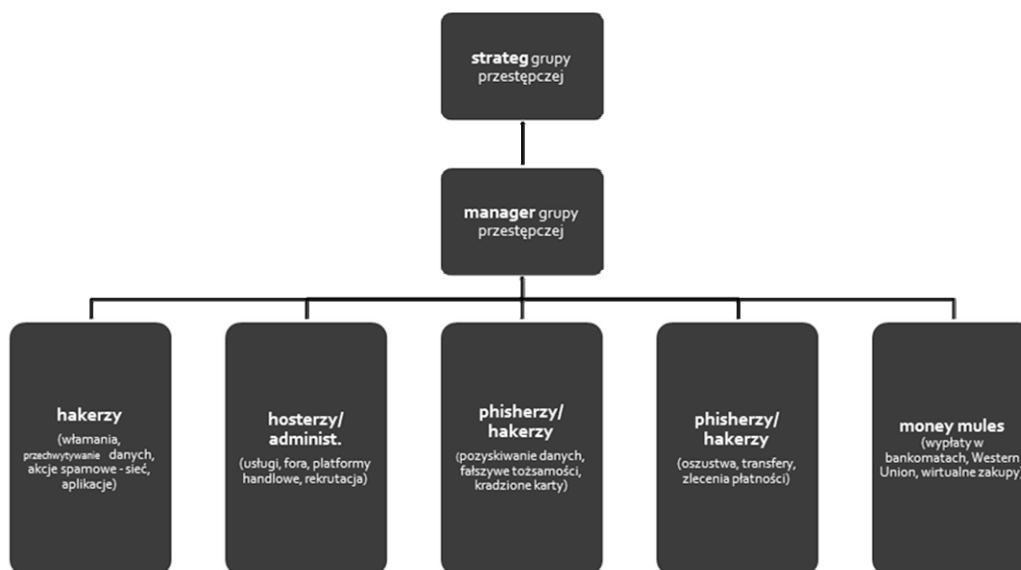 strateg grupy
przestępczej
manager grupy
przestępczej
hakerzy
(włamania,
przechwytywanie danych,
akcje spamowe - sieć,
aplikacje)
hosterzy/
administ.
(usługi, fora, platformy
handlowe, rekrutacja)
phisherzy/
hakerzy
(pozyskiwanie danych,
fałszywe tożsamości,
kradzione karty)
phisherzy/
hakerzy
(oszustwa, transfery,
zlecenia płatności)
money mules
(wypłaty w
bankomatach, Western
Union, wirtualne zakupy)